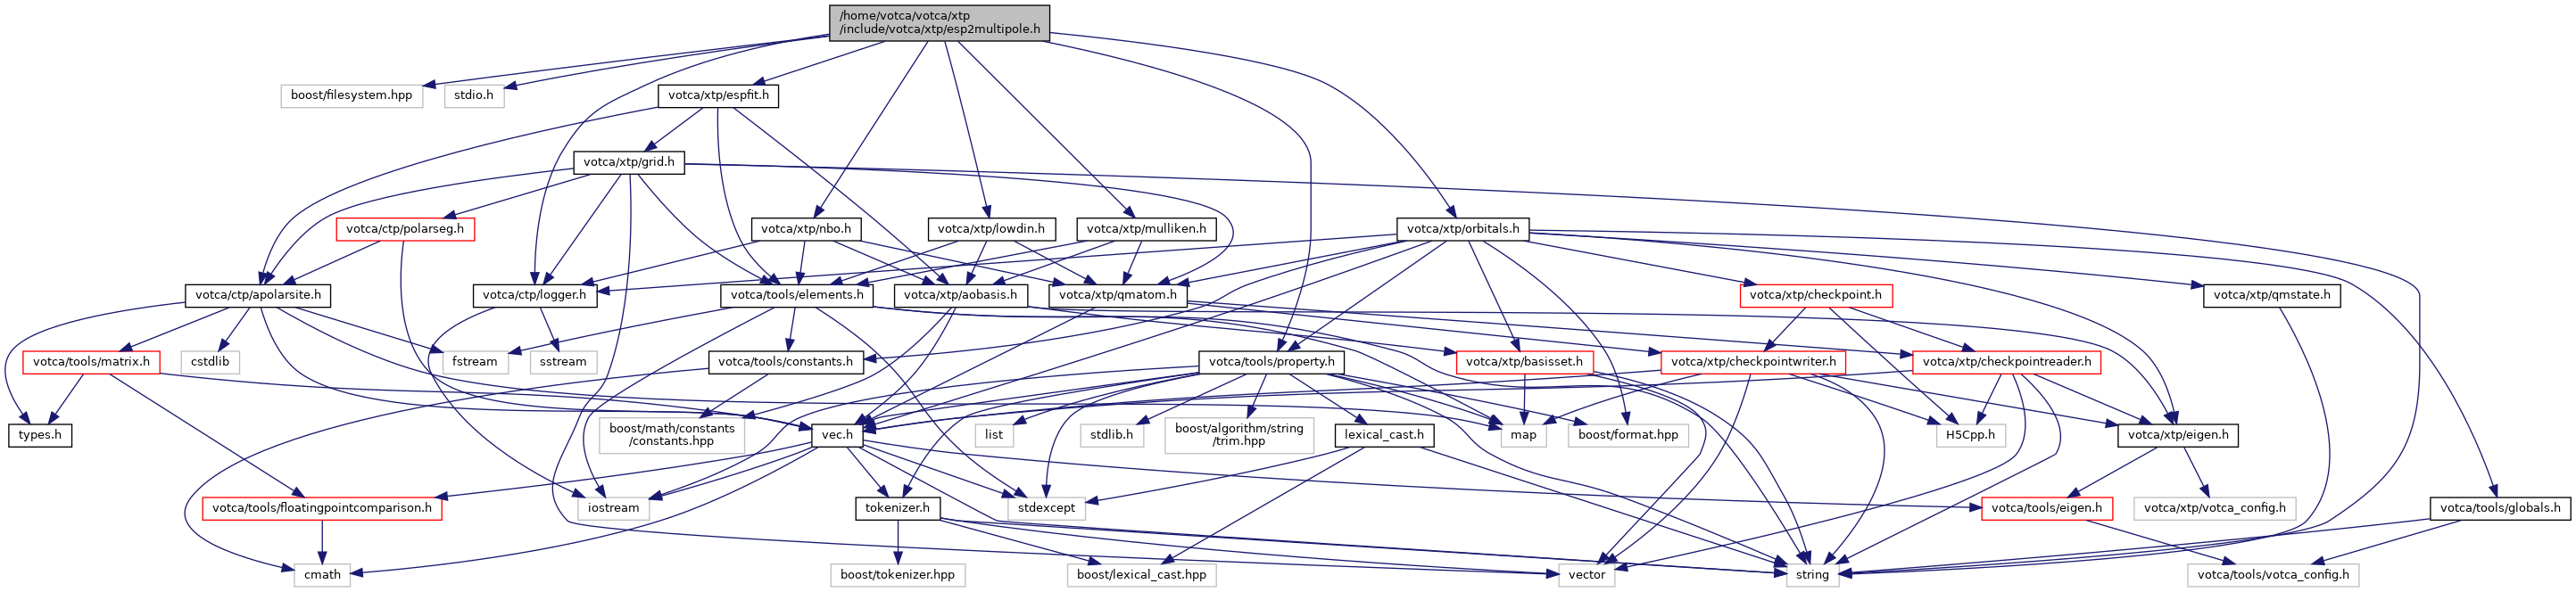 /home/votca/votca/xtp
/include/votca/xtp/esp2multipole.h
boost/filesystem.hpp
stdio.h
votca/xtp/espfit.h
votca/xtp/grid.h
votca/ctp/polarseg.h
votca/xtp/nbo.h
votca/xtp/lowdin.h
votca/xtp/mulliken.h
votca/xtp/orbitals.h
votca/ctp/apolarsite.h
votca/ctp/logger.h
votca/tools/elements.h
votca/xtp/aobasis.h
votca/xtp/qmatom.h
votca/xtp/checkpoint.h
votca/xtp/qmstate.h
votca/tools/matrix.h
cstdlib
fstream
sstream
votca/tools/constants.h
votca/tools/property.h
votca/xtp/basisset.h
votca/xtp/checkpointwriter.h
votca/xtp/checkpointreader.h
types.h
boost/math/constants
/constants.hpp
vec.h
list
stdlib.h
boost/algorithm/string
/trim.hpp
lexical_cast.h
map
boost/format.hpp
H5Cpp.h
votca/xtp/eigen.h
votca/tools/floatingpointcomparison.h
iostream
tokenizer.h
stdexcept
votca/tools/eigen.h
votca/xtp/votca_config.h
votca/tools/globals.h
cmath
boost/tokenizer.hpp
boost/lexical_cast.hpp
vector
string
votca/tools/votca_config.h